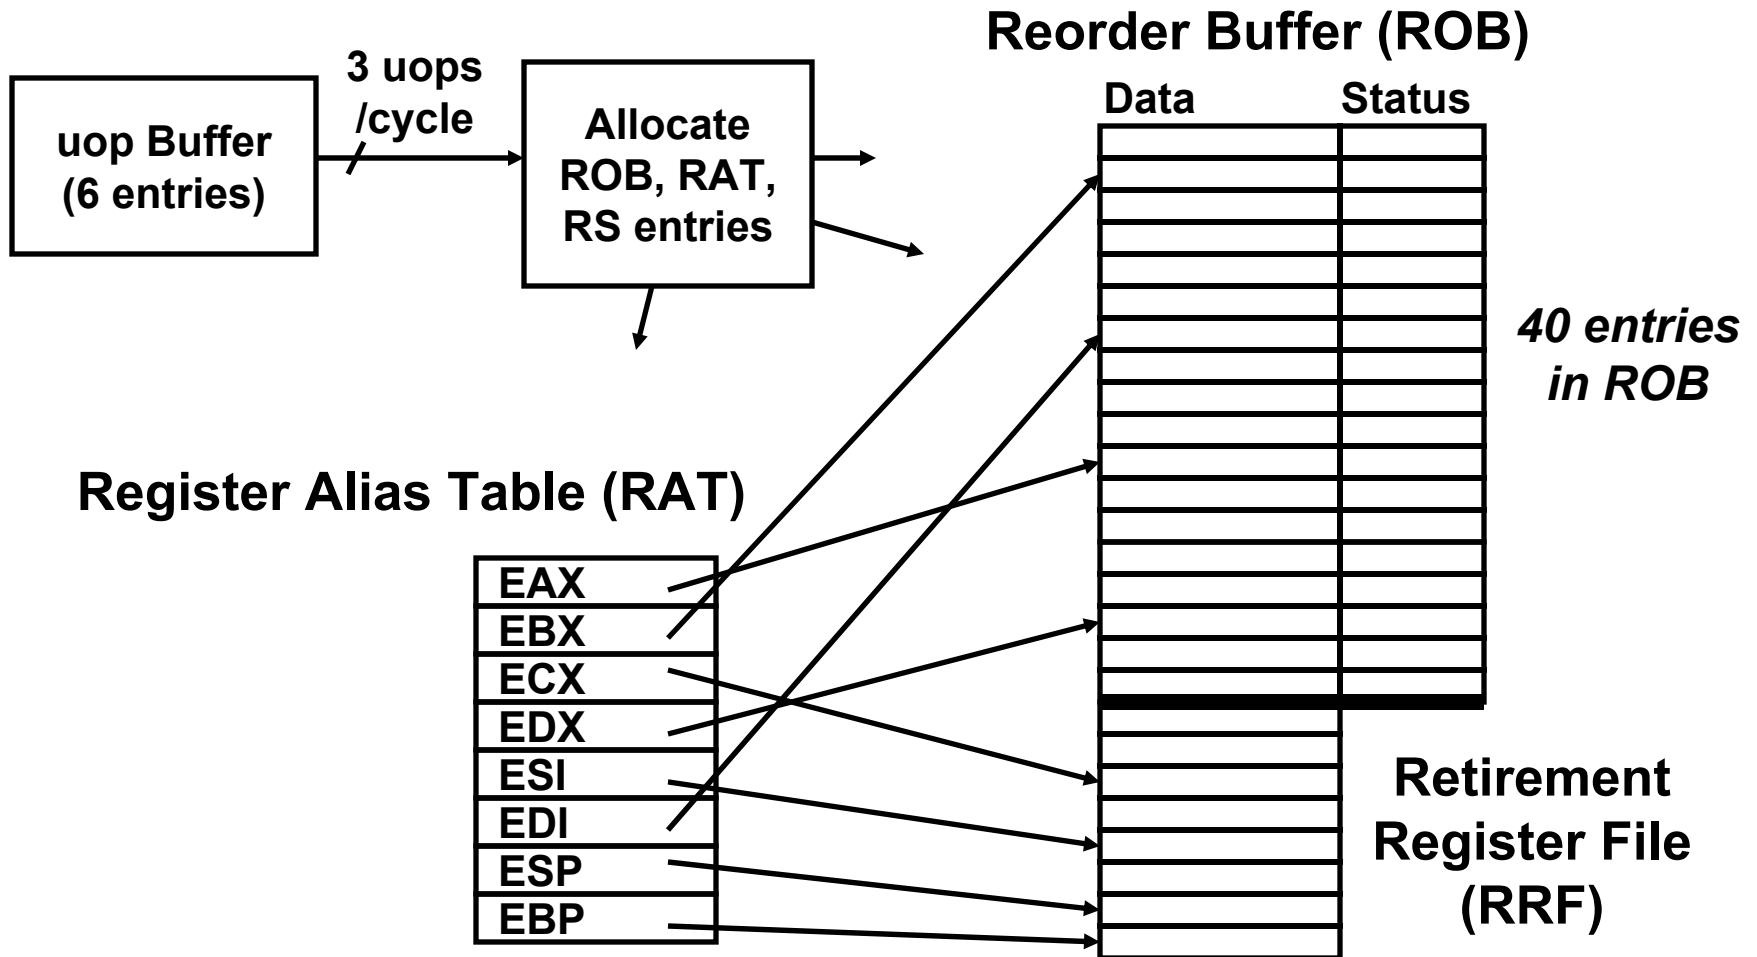 Reorder Buffer (ROB)
3 uops
/cycle
uop Buffer
(6 entries)
Allocate
ROB, RAT,
RS entries
Data
Status
40 entries
in ROB
Register Alias Table (RAT)
EAX
EBX
ECX
EDX
ESI
EDI
ESP
EBP
Retirement
Register File
(RRF)